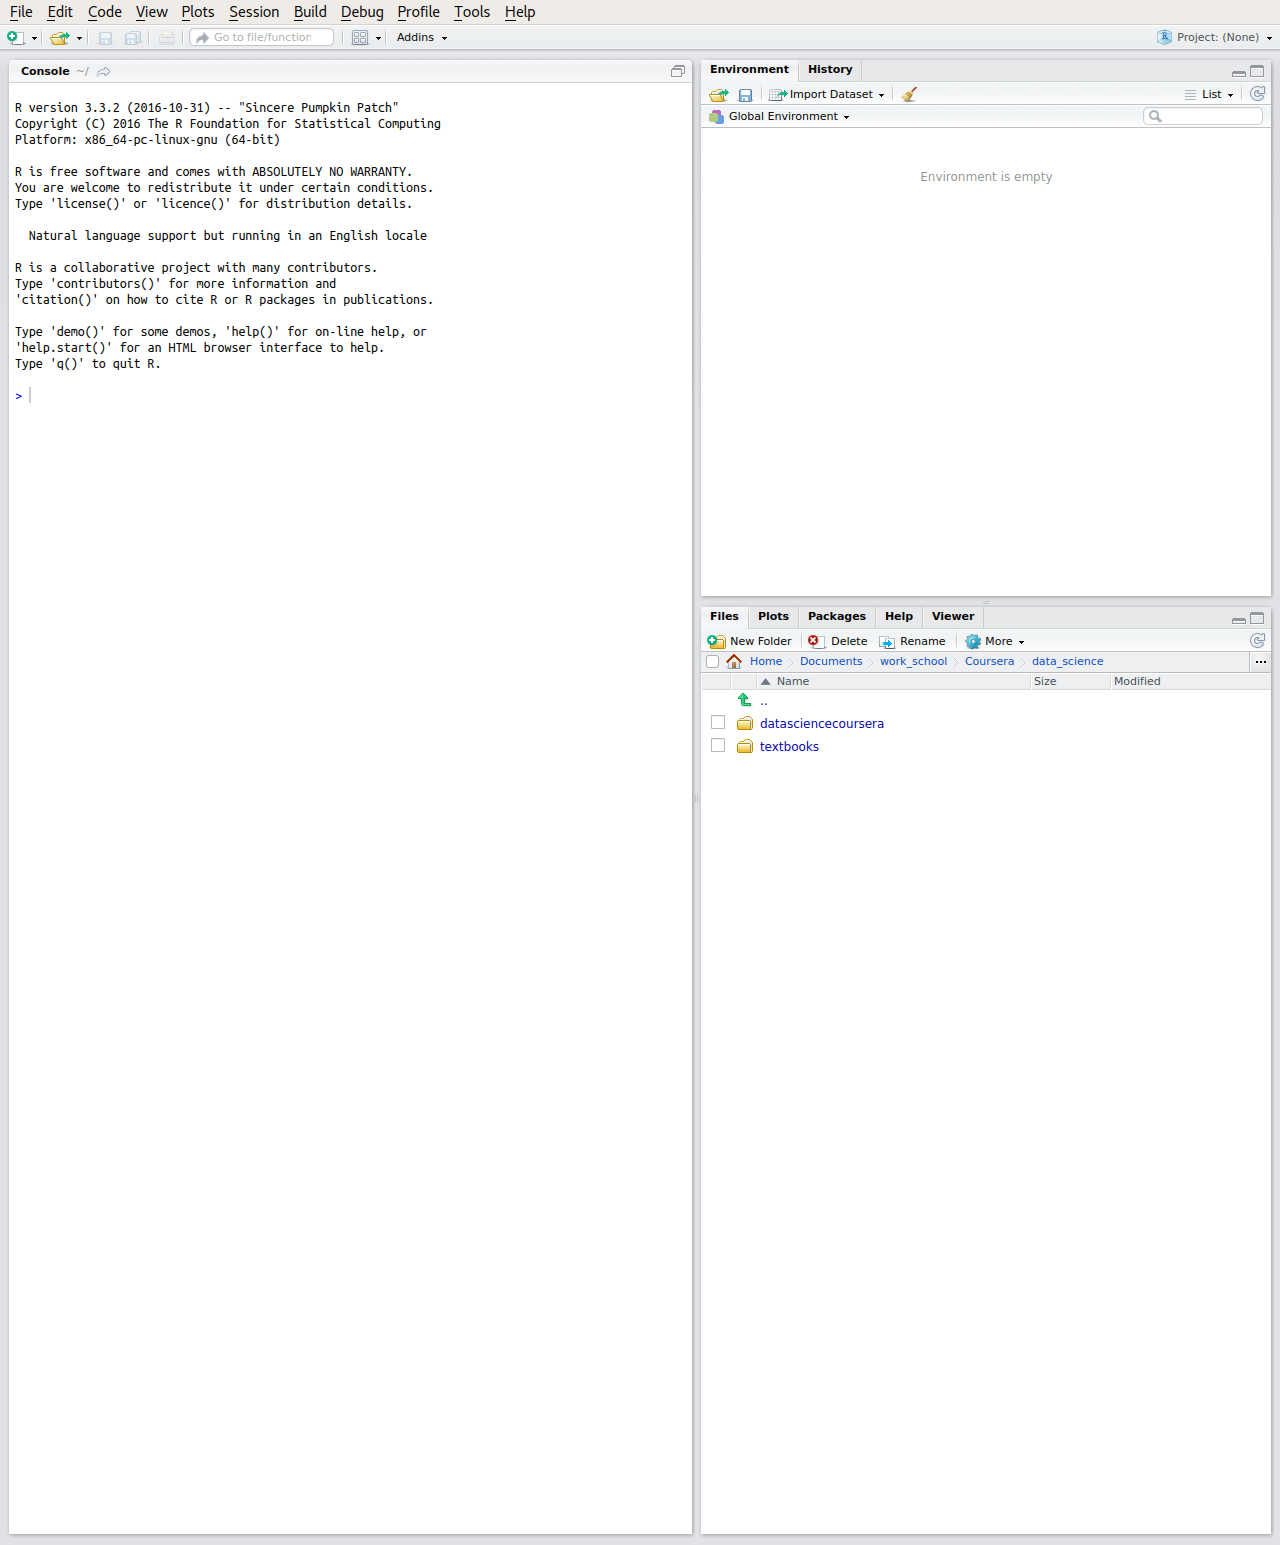 File Edit Code View Plots Session Build Debug Profile Tools Help
Go to file/function Addins Project: (None)
Console ~/
R version 3.3.2 (2016-10-31) -- "Sincere Pumpkin Patch"
Copyright (C) 2016 The R Foundation for Statistical Computing
Platform: x86_64-pc-linux-gnu (64-bit)
R is free software and comes with ABSOLUTELY NO WARRANTY.
You are welcome to redistribute it under certain conditions.
Type 'license()' or 'licence()' for distribution details.
Natural language support but running in an English locale
R is a collaborative project with many contributors.
Type 'contributors()' for more information and
'citation()' on how to cite R or R packages in publications.
Type 'demo()' for some demos, 'help()' for on-line help, or
'help.start()' for an HTML browser interface to help.
Type 'q()' to quit R.
>
Environment History
Import Dataset List
Global Environment
Environment is empty
Files Plots Packages Help Viewer
New Folder Delete Rename More
Home Documents work_school Coursera data_science ...
Name Size Modified
..
datasciencecoursera
textbooks